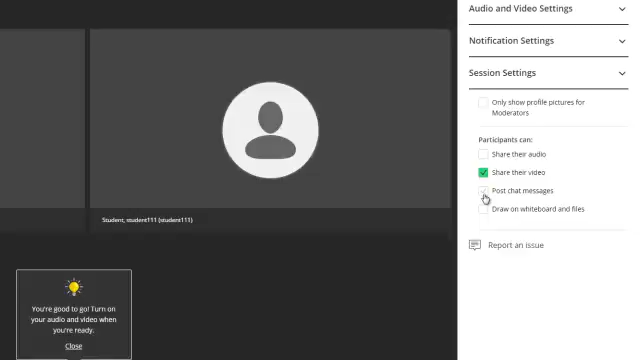 Audio and Video Settings
Notification Settings
Session Settings
Only show profile pictures for
Moderators
Participants can:
Share their audio
Share their video
Post chat messages
Draw on whiteboard and files
Report an issue
Student, student111 (student111)
You're good to go! Turn on
your audio and video when
you're ready.
Close